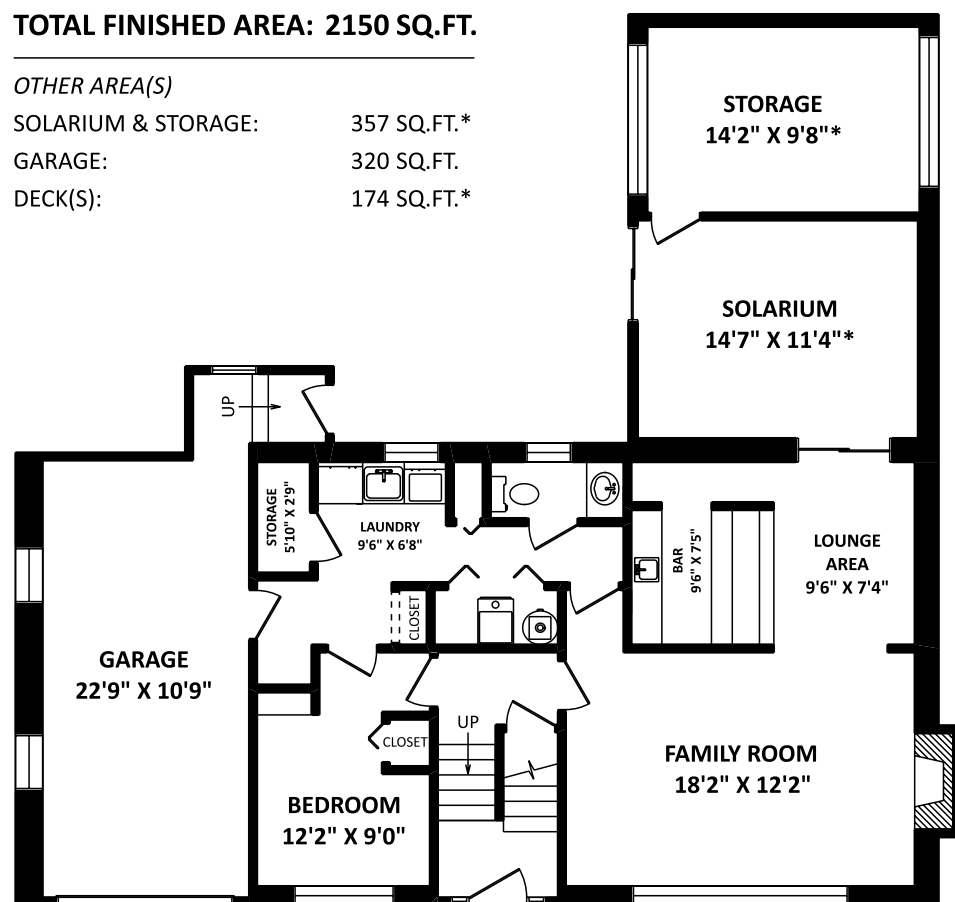 TOTAL FINISHED AREA: 2150 SQ.FT.
OTHER AREA(S)
SOLARIUM & STORAGE: 357 SQ.FT.*
GARAGE: 320 SQ.FT.
DECK(S): 174 SQ.FT.*
STORAGE
14'2" X 9'8"*
SOLARIUM
14'7" X 11'4"*
UP
STORAGE
5'10" X 2'9"
LAUNDRY
9'6" X 6'8"
BAR
9'6" X 7'5"
LOUNGE
AREA
9'6" X 7'4"
CLOSET
GARAGE
22'9" X 10'9"
UP
CLOSET
FAMILY ROOM
18'2" X 12'2"
BEDROOM
12'2" X 9'0"